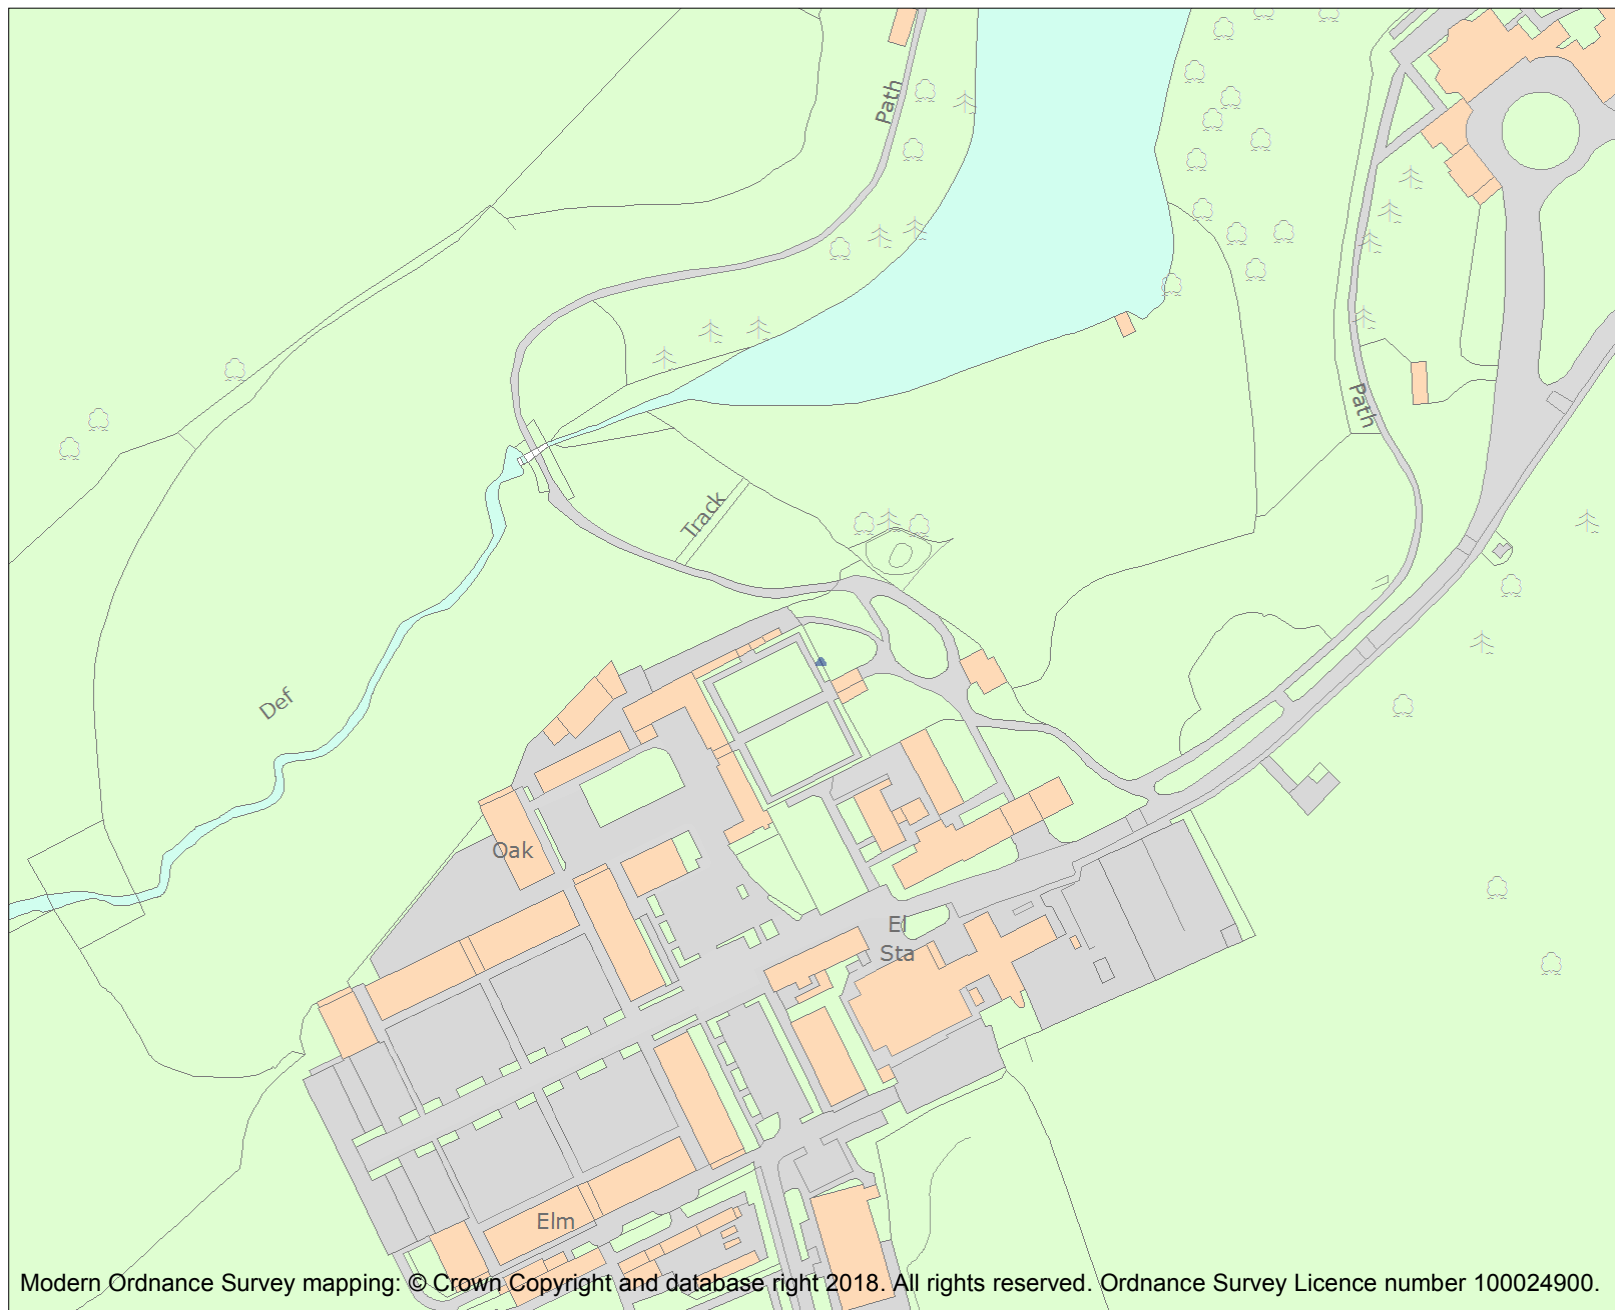 Path
Path
Track
Def
Oak
El
Sta
Elm
Modern Ordnance Survey mapping: © Crown Copyright and database right 2018. All rights reserved. Ordnance Survey Licence number 100024900.